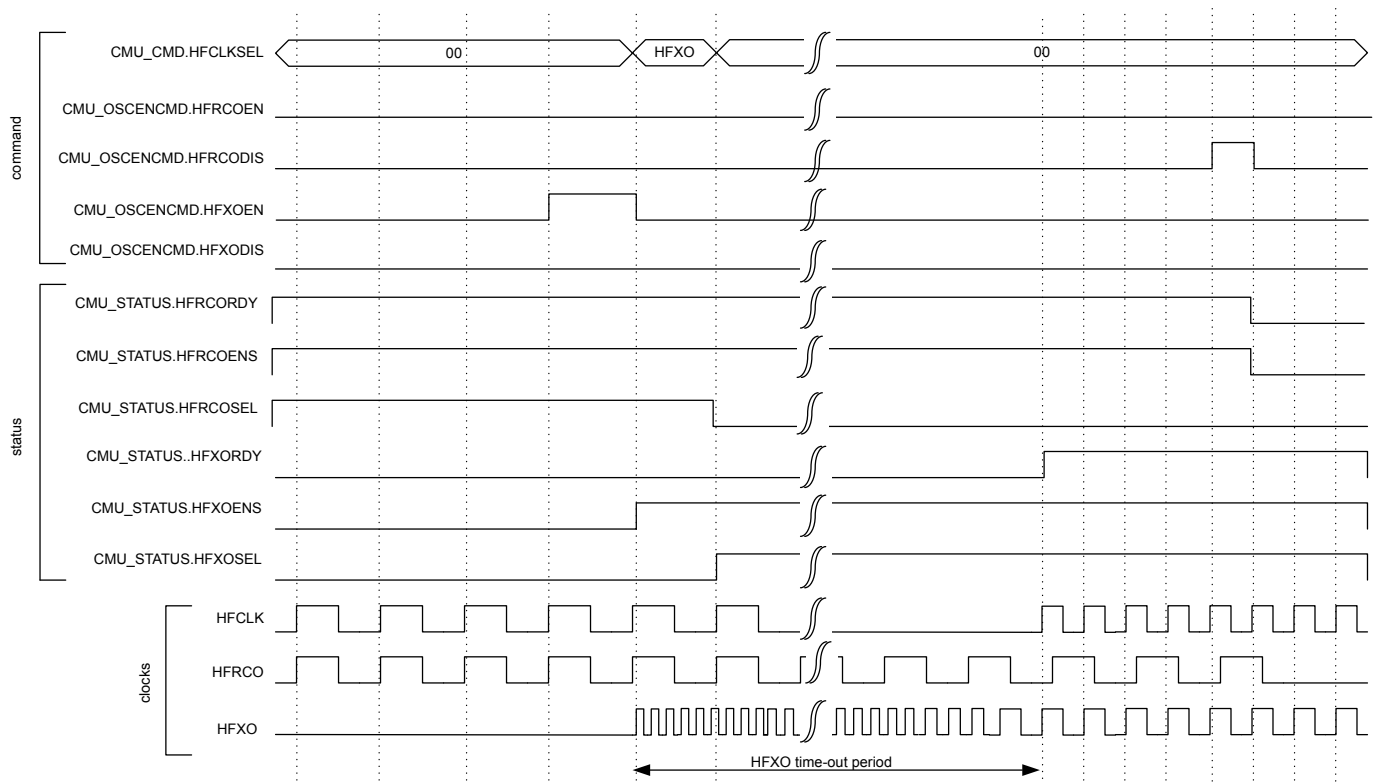 command
CMU_CMD.HFCLKSEL
00
HFXO
00
CMU_OSCENCMD.HFRCOEN
CMU_OSCENCMD.HFRCODIS
CMU_OSCENCMD.HFXOEN
CMU_OSCENCMD.HFXODIS
status
CMU_STATUS.HFRCORDY
CMU_STATUS.HFRCOENS
CMU_STATUS.HFRCOSEL
CMU_STATUS..HFXORDY
CMU_STATUS.HFXOENS
CMU_STATUS.HFXOSEL
clocks
HFCLK
HFRCO
HFXO
HFXO time-out period